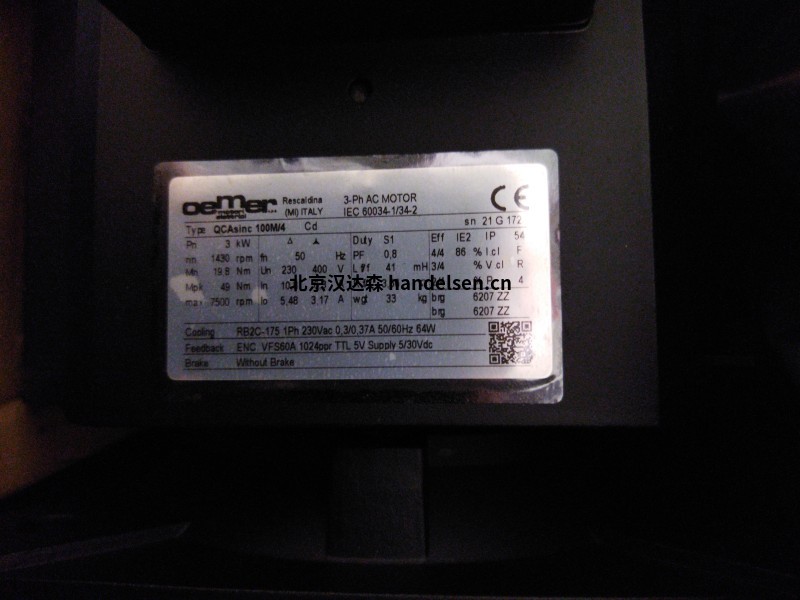 oemer Rescaldina 3-Ph AC MOTOR CE
motori elettrici (MI) ITALY IEC 60034-1/34-2
sn 21 G 172
Type QCAsinc 100M/4 Cd
Pn 3 kW Δ Duty S1 Eff IE2 IP 54
nn 1430 rpm fn 50 Hz PF 0,8 4/4 86 % I cl F
Mn 19.8 Nm Un 230 400 V L ff 41 mH 3/4 % V cl R
Mpk 49 Nm In 4
北京汉达森 handelsen.cn
max 7500 rpm Io 5.48 3.17 A wgt 33 kg brg 6207 ZZ
brg 6207 ZZ
Cooling RB2C-175 1Ph 230Vac 0,3/0,37A 50/60Hz 64W
Feedback ENC. VFS60A 1024ppr TTL 5V Supply 5/30Vdc
Brake Without Brake